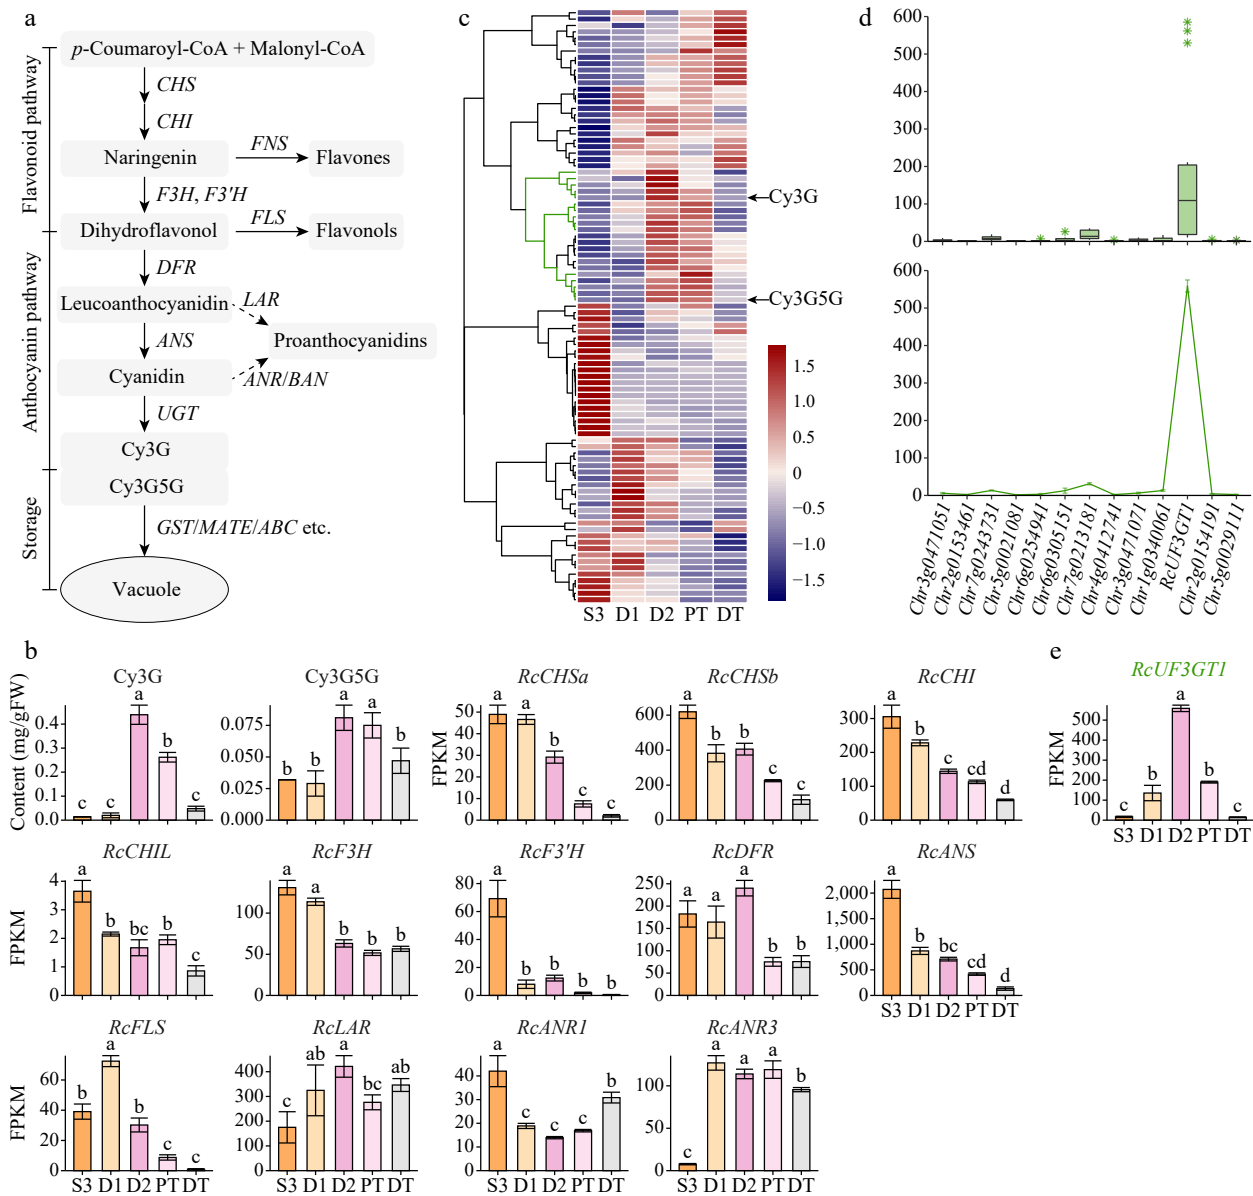 a
Flavonoid pathway
Anthocyanin pathway
Storage
p-Coumaroyl-CoA + Malonyl-CoA
CHS
CHI
FNS
Naringenin
Flavones
F3H, F3'H
FLS
Dihydroflavonol
Flavonols
DFR
Leucoanthocyanidin
LAR
ANS
Proanthocyanidins
Cyanidin
ANR/BAN
UGT
Cy3G
Cy3G5G
GST/MATE/ABC etc.
Vacuole
c
Cy3G
Cy3G5G
1.5
1.0
0.5
0
−0.5
−1.0
−1.5
S3 D1 D2 PT DT
d
600
500
400
300
200
100
0
600
500
400
300
200
100
0
Chr3g0471051
Chr2g0153461
Chr7g0243731
Chr5g0021081
Chr6g0254941
Chr6g0305151
Chr7g0213181
Chr4g0412741
Chr3g0471071
Chr1g0340061
RcUF3GT1
Chr2g0154191
Chr5g0029111
b
Cy3G
Content (mg/gFW)
0.4
0.3
0.2
0.1
0.0
c c a b c
Cy3G5G
0.075
0.050
0.025
0.000
b b a a b
RcCHSa
FPKM
50
40
30
20
10
0
a a b c c
RcCHSb
600
400
200
0
a b b c c
RcCHI
300
200
100
0
a b c cd d
e
RcUF3GT1
FPKM
500
400
300
200
100
0
c b a b c
S3 D1 D2 PT DT
RcCHIL
FPKM
4
3
2
1
0
a b bc b c
RcF3H
100
50
0
a a b b b
RcF3'H
80
60
40
20
0
a b b b b
RcDFR
250
200
150
100
50
0
a a a b b
RcANS
2,000
1,500
1,000
500
0
a b bc cd d
S3 D1 D2 PT DT
RcFLS
FPKM
60
40
20
0
b a b c c
S3 D1 D2 PT DT
RcLAR
400
300
200
100
0
c ab a bc ab
S3 D1 D2 PT DT
RcANR1
50
40
30
20
10
0
a c c c b
S3 D1 D2 PT DT
RcANR3
100
50
0
c a a a b
S3 D1 D2 PT DT